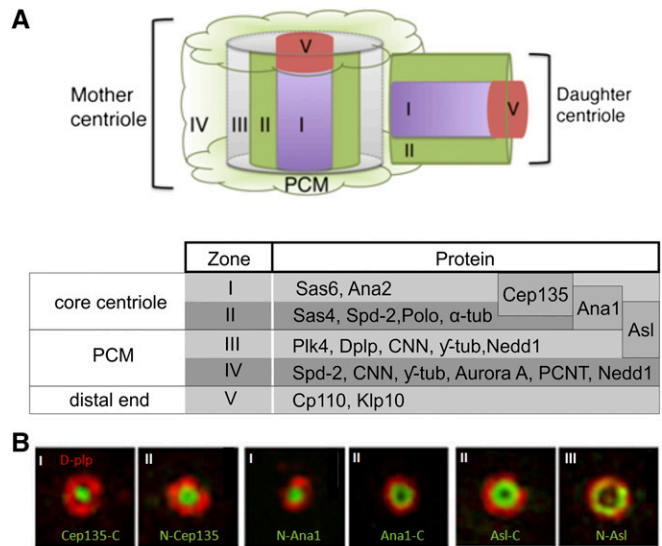 A
V
Mother
centriole
IV
III
II
I
PCM
I
II
V
Daughter
centriole
Zone
Protein
core centriole
I
Sas6, Ana2
Cep135
II
Sas4, Spd-2,Polo, α-tub
Ana1
Asl
PCM
III
Plk4, Dplp, CNN, γ-tub,Nedd1
IV
Spd-2, CNN, γ-tub, Aurora A, PCNT, Nedd1
distal end
V
Cp110, Klp10
B
I
D-plp
Cep135-C
II
N-Cep135
I
N-Ana1
II
Ana1-C
II
Asl-C
III
N-Asl